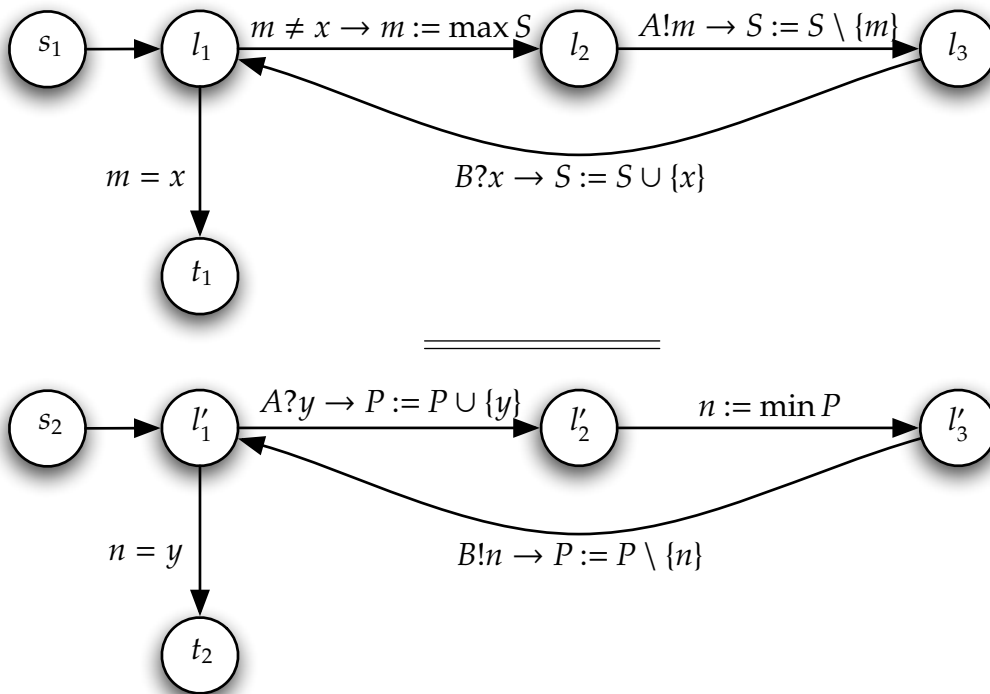 s₁ l₁ m ≠ x → m := max S l₂ A!m → S := S \ {m} l₃
B?x → S := S ∪ {x}
m = x
t₁
s₂ l′₁ A?y → P := P ∪ {y} l′₂ n := min P l′₃
n = y B!n → P := P \ {n}
t₂